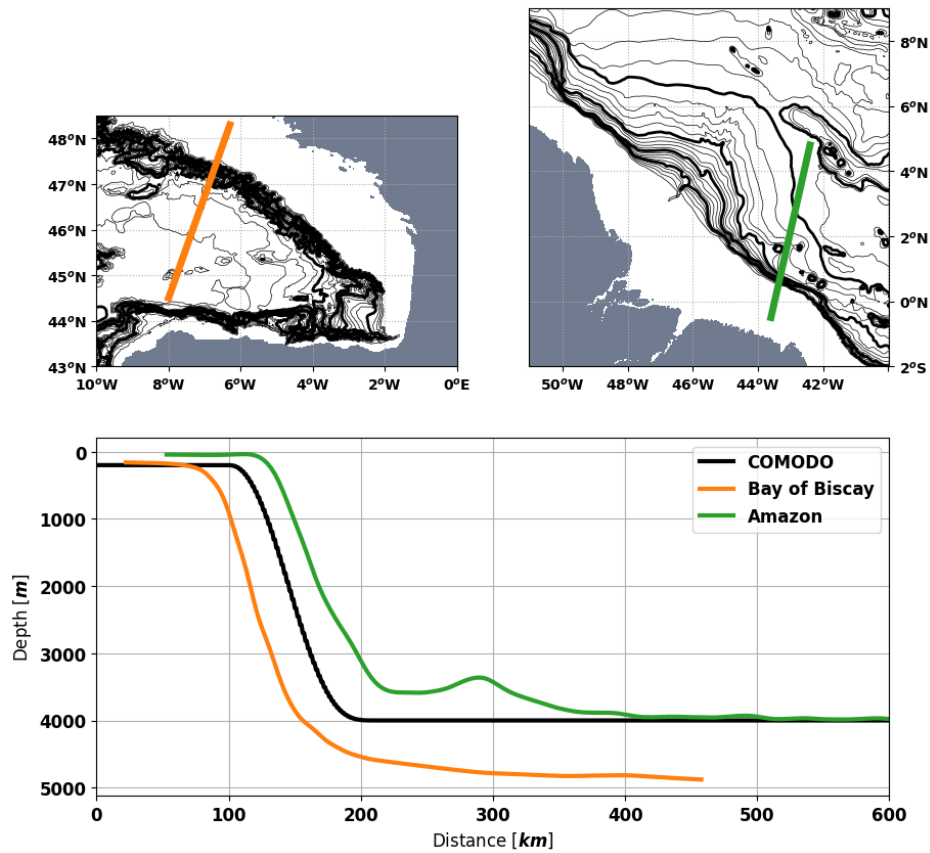 48°N
47°N
46°N
45°N
44°N
43°N
10°W 8°W 6°W 4°W 2°W 0°E
8°N
6°N
4°N
2°N
0°N
2°S
50°W 48°W 46°W 44°W 42°W
0
1000
2000
3000
4000
5000
Depth [m]
COMODO
Bay of Biscay
Amazon
0 100 200 300 400 500 600
Distance [km]